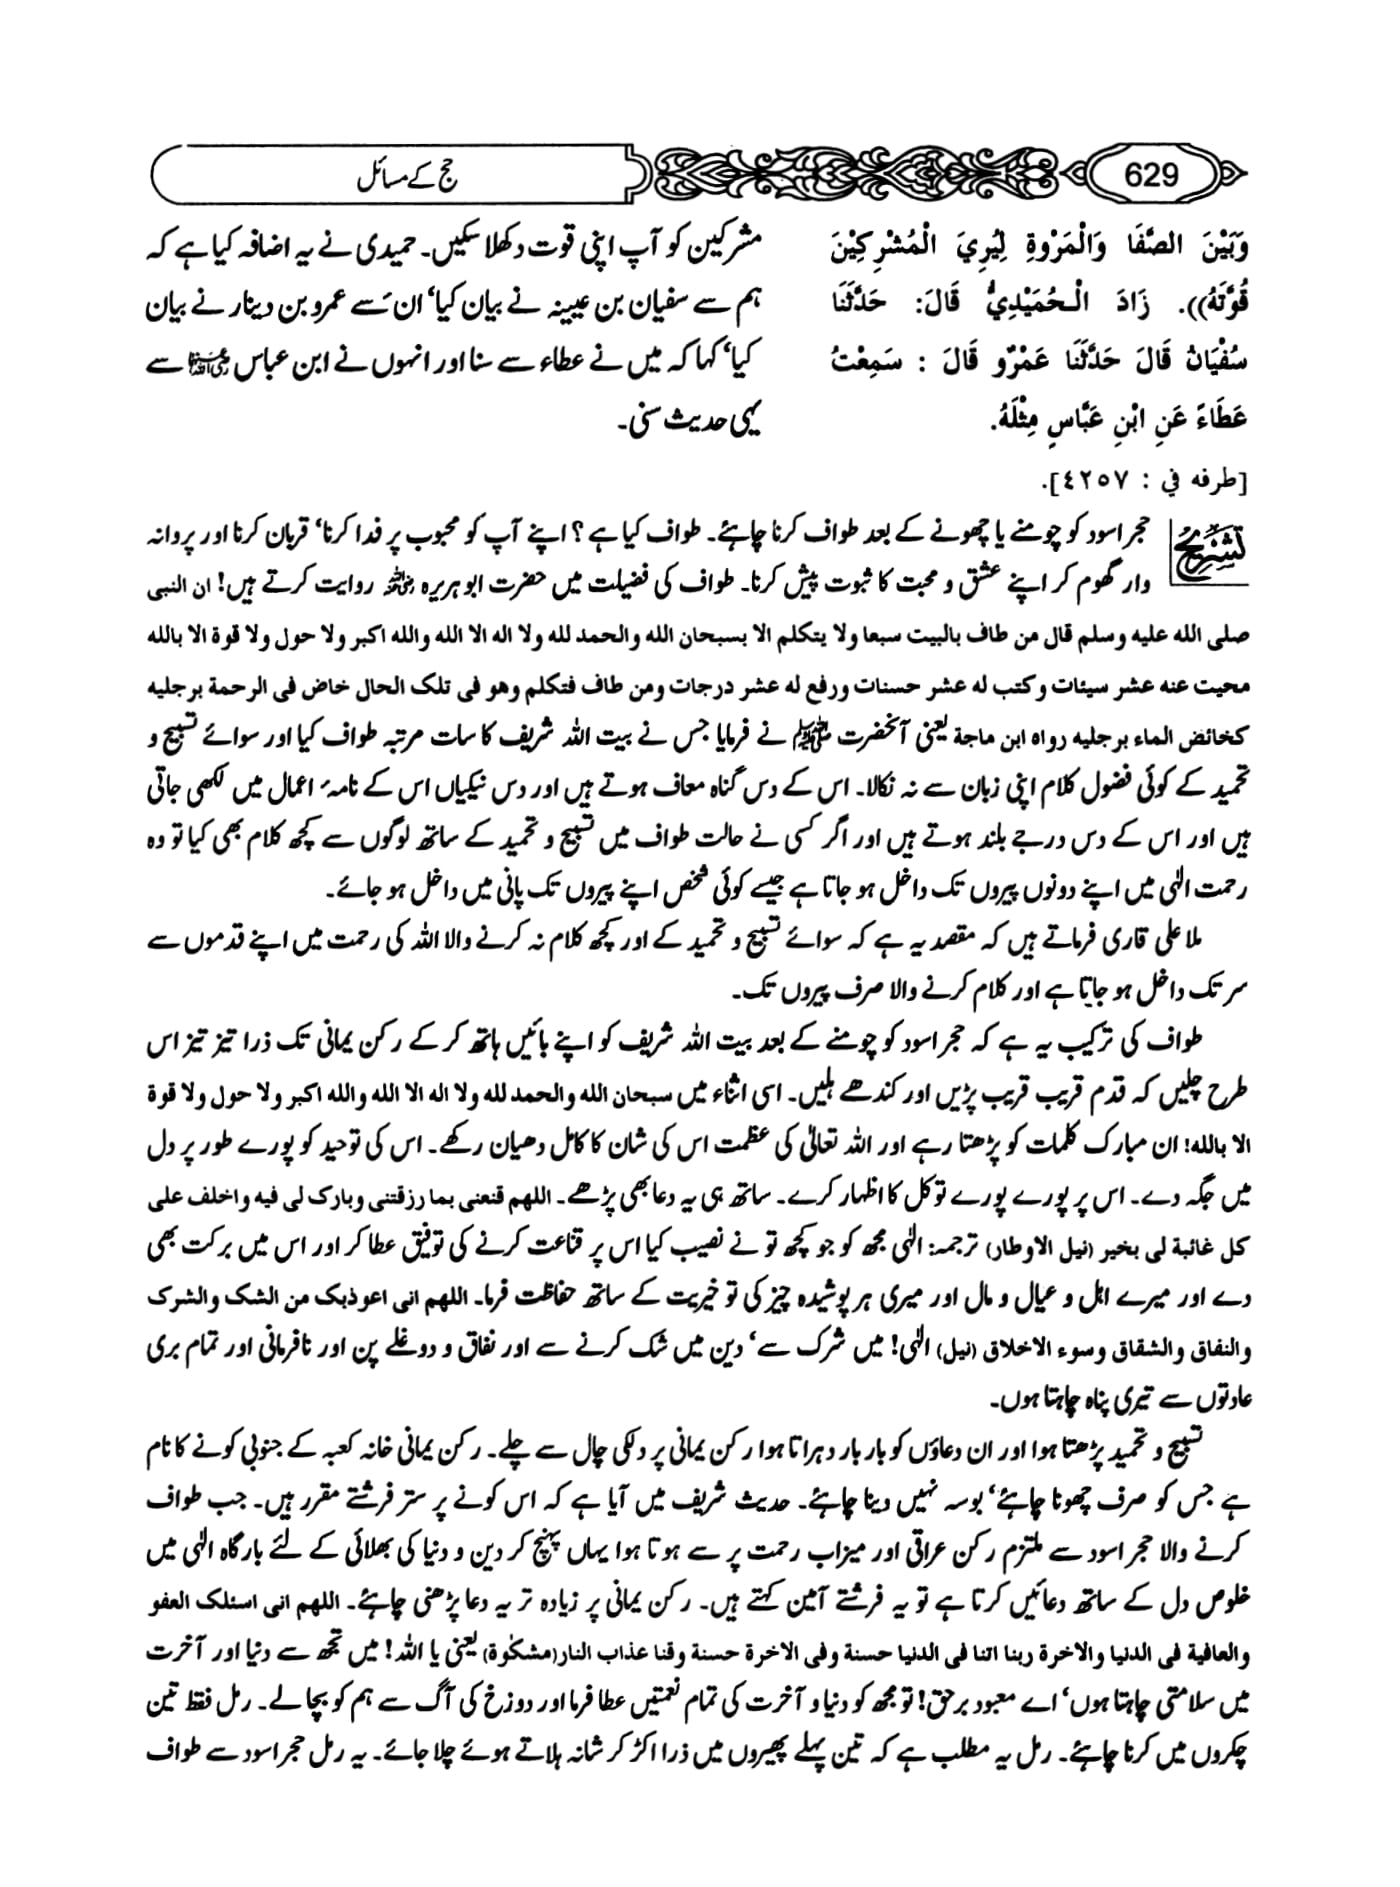 629
حج کے مسائل
وَبَيْنَ الصَّفَا وَالْمَرْوةِ لِيُرِيَ الْمُشْرِكِيْنَ
قُوَّتَهُ)). زَادَ الْـحُمَيْدِيُّ قَالَ: حَدَّثَنَا
سُفْيَانُ قَالَ حَدَّثَنَا عَمْرٌو قَالَ : سَمِعْتُ
عَطَاءً عَنِ ابْنِ عَبَّاسٍ مِثْلَهُ.
[طرفه في : ٤٢٥٧].
مشرکین کو آپ اپنی قوت دکھلا سکیں۔ حمیدی نے یہ اضافہ کیا ہے کہ
ہم سے سفیان بن عیینہ نے بیان کیا‘ ان سے عمرو بن دینار نے بیان
کیا‘ کہا کہ میں نے عطاء سے سنا اور انہوں نے ابن عباس رضی اللہ عنہما سے
یہی حدیث سنی۔
تشریح حجر اسود کو چومنے یا چھونے کے بعد طواف کرنا چاہئے۔ طواف کیا ہے؟ اپنے آپ کو محبوب پر فدا کرنا‘ قربان کرنا اور پروانہ
وار گھوم کر اپنے عشق و محبت کا ثبوت پیش کرنا۔ طواف کی فضیلت میں حضرت ابو ہریرہ رضی اللہ عنہ روایت کرتے ہیں! ان النبی
صلی الله علیه وسلم قال من طاف بالبیت سبعا ولا یتکلم الا بسبحان الله والحمد لله ولا اله الا الله والله اکبر ولا حول ولا قوة الا بالله
محیت عنه عشر سیئات وکتب له عشر حسنات ورفع له عشر درجات ومن طاف فتکلم وهو فی تلک الحال خاض فی الرحمة برجلیه
کخائض الماء برجلیه رواه ابن ماجة یعنی آنحضرت ﷺ نے فرمایا جس نے بیت اللہ شریف کا سات مرتبہ طواف کیا اور سوائے تسبیح و
تحمید کے کوئی فضول کلام اپنی زبان سے نہ نکالا۔ اس کے دس گناہ معاف ہوتے ہیں اور دس نیکیاں اس کے نامۂ اعمال میں لکھی جاتی
ہیں اور اس کے دس درجے بلند ہوتے ہیں اور اگر کسی نے حالت طواف میں تسبیح و تحمید کے ساتھ لوگوں سے کچھ کلام بھی کیا تو وہ
رحمت الٰہی میں اپنے دونوں پیروں تک داخل ہو جاتا ہے جیسے کوئی شخص اپنے پیروں تک پانی میں داخل ہو جائے۔
ملا علی قاری فرماتے ہیں کہ مقصد یہ ہے کہ سوائے تسبیح و تحمید کے اور کچھ کلام نہ کرنے والا اللہ کی رحمت میں اپنے قدموں سے
سر تک داخل ہو جاتا ہے اور کلام کرنے والا صرف پیروں تک۔
طواف کی ترکیب یہ ہے کہ حجر اسود کو چومنے کے بعد بیت اللہ شریف کو اپنے بائیں ہاتھ کر کے رکن یمانی تک ذرا تیز تیز اس
طرح چلیں کہ قدم قریب قریب پڑیں اور کندھے ہلیں۔ اسی اثناء میں سبحان الله والحمد لله ولا اله الا الله والله اکبر ولا حول ولا قوة
الا بالله! ان مبارک کلمات کو پڑھتا رہے اور اللہ تعالیٰ کی عظمت اس کی شان کا کامل دھیان رکھے۔ اس کی توحید کو پورے طور پر دل
میں جگہ دے۔ اس پر پورے پورے توکل کا اظہار کرے۔ ساتھ ہی یہ دعا بھی پڑھے۔ اللهم قنعنی بما رزقتنی وبارک لی فیه واخلف علی
کل غائبة لی بخیر (نیل الاوطار) ترجمہ: الٰہی مجھ کو جو کچھ تو نے نصیب کیا اس پر قناعت کرنے کی توفیق عطا کر اور اس میں برکت بھی
دے اور میرے اہل و عیال و مال اور میری ہر پوشیدہ چیز کی تو خیریت کے ساتھ حفاظت فرما۔ اللهم انی اعوذبک من الشک والشرک
والنفاق والشقاق وسوء الاخلاق (نیل) الٰہی! میں شرک سے‘ دین میں شک کرنے سے اور نفاق و دوغلے پن اور نافرمانی اور تمام بری
عادتوں سے تیری پناہ چاہتا ہوں۔
تسبیح و تحمید پڑھتا ہوا اور ان دعاؤں کو بار بار دہراتا ہوا رکن یمانی پر دلکی چال سے چلے۔ رکن یمانی خانہ کعبہ کے جنوبی کونے کا نام
ہے جس کو صرف چھونا چاہئے‘ بوسہ نہیں دینا چاہئے۔ حدیث شریف میں آیا ہے کہ اس کونے پر ستر فرشتے مقرر ہیں۔ جب طواف
کرنے والا حجر اسود سے ملتزم رکن عراقی اور میزاب رحمت پر سے ہوتا ہوا یہاں پہنچ کر دین و دنیا کی بھلائی کے لئے بارگاہ الٰہی میں
خلوص دل کے ساتھ دعائیں کرتا ہے تو یہ فرشتے آمین کہتے ہیں۔ رکن یمانی پر زیادہ تر یہ دعا پڑھنی چاہئے۔ اللهم انی اسئلک العفو
والعافیة فی الدنیا والاخرة ربنا اتنا فی الدنیا حسنة وفی الاخرة حسنة وقنا عذاب النار(مشکوٰة) یعنی یا اللہ! میں تجھ سے دنیا اور آخرت
میں سلامتی چاہتا ہوں‘ اے معبود برحق! تو مجھ کو دنیا و آخرت کی تمام نعمتیں عطا فرما اور دوزخ کی آگ سے ہم کو بچا لے۔ رمل فقط تین
چکروں میں کرنا چاہئے۔ رمل یہ مطلب ہے کہ تین پہلے پھیروں میں ذرا اکڑ کر شانہ ہلاتے ہوئے چلا جائے۔ یہ رمل حجر اسود سے طواف